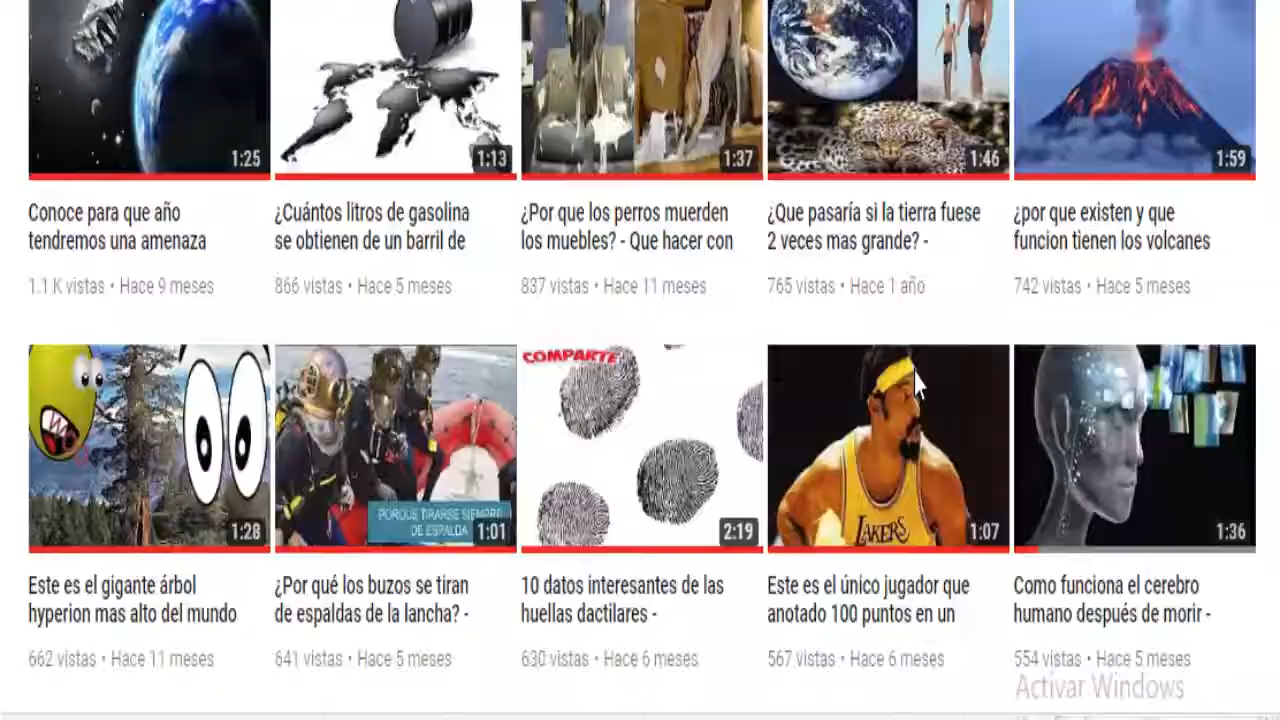 1:25
1:13
1:37
1:46
1:59
Conoce para que año
tendremos una amenaza
¿Cuántos litros de gasolina
se obtienen de un barril de
¿Por que los perros muerden
los muebles? - Que hacer con
¿Que pasaría si la tierra fuese
2 veces mas grande? -
¿por que existen y que
funcion tienen los volcanes
1.1 K vistas • Hace 9 meses
866 vistas • Hace 5 meses
837 vistas • Hace 11 meses
765 vistas • Hace 1 año
742 vistas • Hace 5 meses
COMPARTE
PORQUE TIRARSE SIEMPRE
DE ESPALDA
LAKERS
1:28
1:01
2:19
1:07
1:36
Este es el gigante árbol
hyperion mas alto del mundo
¿Por qué los buzos se tiran
de espaldas de la lancha? -
10 datos interesantes de las
huellas dactilares -
Este es el único jugador que
anotado 100 puntos en un
Como funciona el cerebro
humano después de morir -
662 vistas • Hace 11 meses
641 vistas • Hace 5 meses
630 vistas • Hace 6 meses
567 vistas • Hace 6 meses
554 vistas • Hace 5 meses
Activar Windows